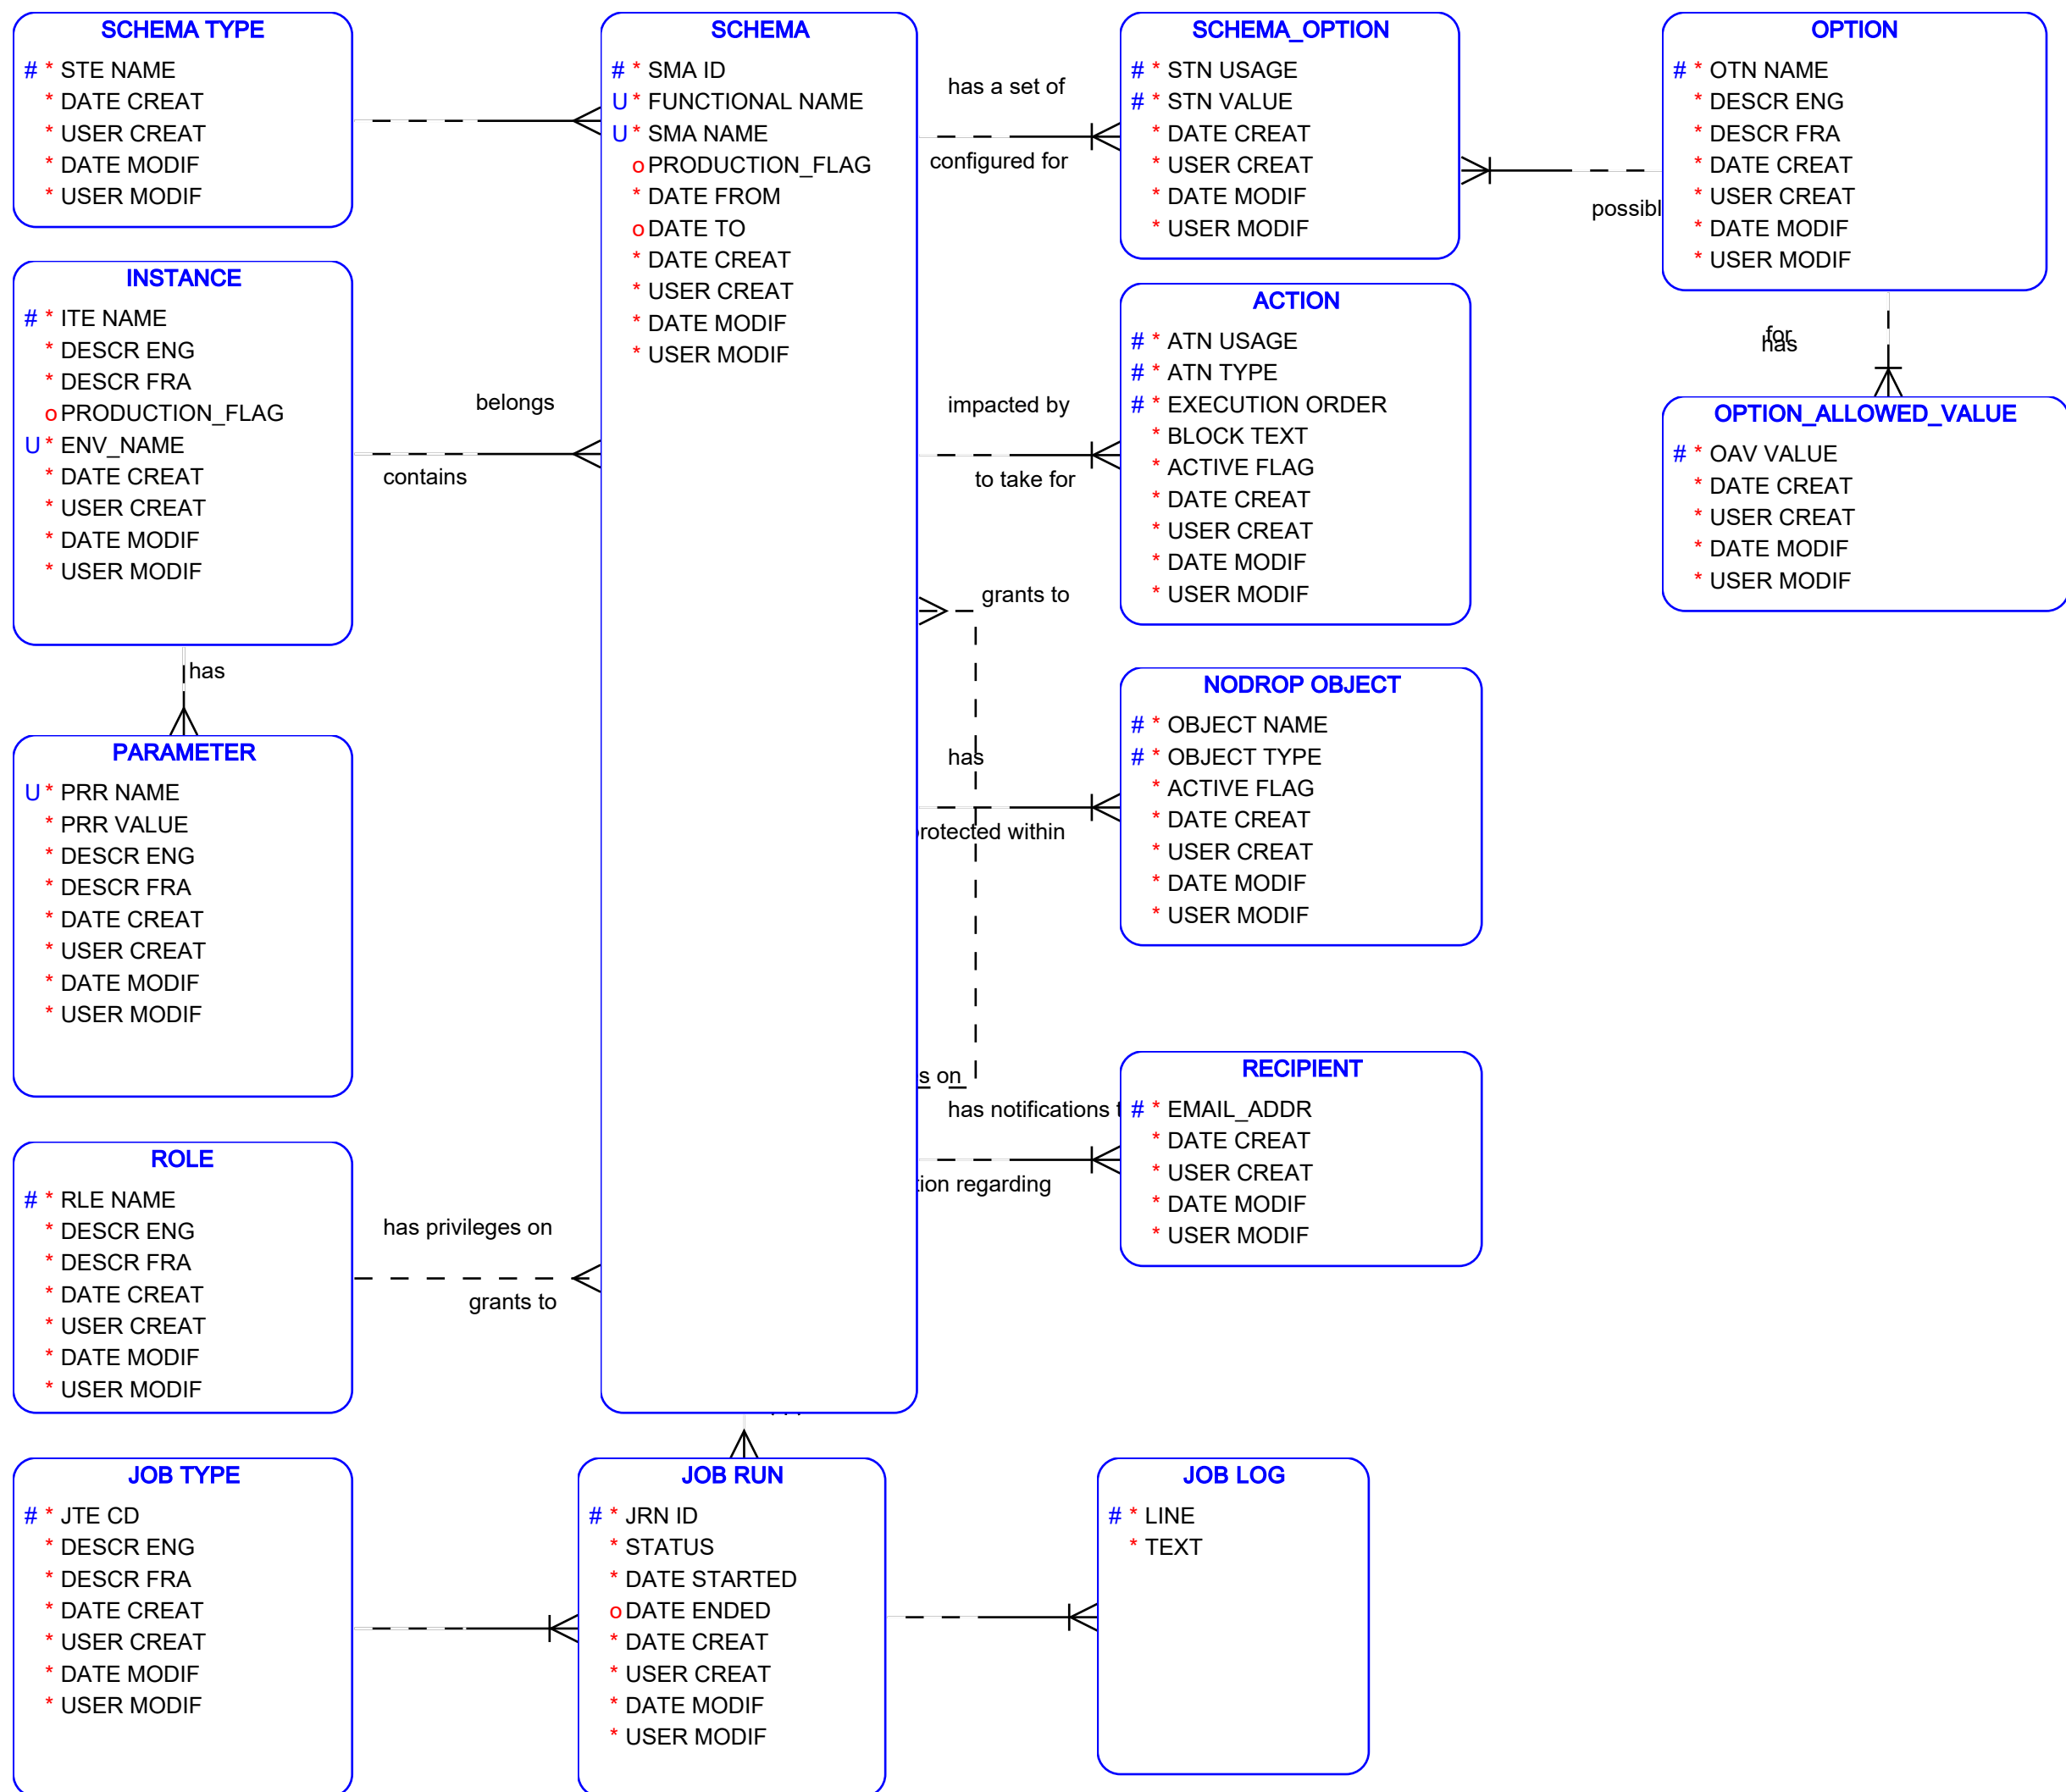 SCHEMA TYPE
# * STE NAME
* DATE CREAT
* USER CREAT
* DATE MODIF
* USER MODIF
SCHEMA
# * SMA ID
U * FUNCTIONAL NAME
U * SMA NAME
o PRODUCTION_FLAG
* DATE FROM
o DATE TO
* DATE CREAT
* USER CREAT
* DATE MODIF
* USER MODIF
has a set of
configured for
SCHEMA_OPTION
# * STN USAGE
# * STN VALUE
* DATE CREAT
* USER CREAT
* DATE MODIF
* USER MODIF
possibl
OPTION
# * OTN NAME
* DESCR ENG
* DESCR FRA
* DATE CREAT
* USER CREAT
* DATE MODIF
* USER MODIF
for
has
OPTION_ALLOWED_VALUE
# * OAV VALUE
* DATE CREAT
* USER CREAT
* DATE MODIF
* USER MODIF
INSTANCE
# * ITE NAME
* DESCR ENG
* DESCR FRA
o PRODUCTION_FLAG
U * ENV_NAME
* DATE CREAT
* USER CREAT
* DATE MODIF
* USER MODIF
belongs
contains
impacted by
to take for
ACTION
# * ATN USAGE
# * ATN TYPE
# * EXECUTION ORDER
* BLOCK TEXT
* ACTIVE FLAG
* DATE CREAT
* USER CREAT
* DATE MODIF
* USER MODIF
grants to
s on
has
PARAMETER
U * PRR NAME
* PRR VALUE
* DESCR ENG
* DESCR FRA
* DATE CREAT
* USER CREAT
* DATE MODIF
* USER MODIF
has
rotected within
NODROP OBJECT
# * OBJECT NAME
# * OBJECT TYPE
* ACTIVE FLAG
* DATE CREAT
* USER CREAT
* DATE MODIF
* USER MODIF
has notifications t
tion regarding
RECIPIENT
# * EMAIL_ADDR
* DATE CREAT
* USER CREAT
* DATE MODIF
* USER MODIF
ROLE
# * RLE NAME
* DESCR ENG
* DESCR FRA
* DATE CREAT
* USER CREAT
* DATE MODIF
* USER MODIF
has privileges on
grants to
JOB TYPE
# * JTE CD
* DESCR ENG
* DESCR FRA
* DATE CREAT
* USER CREAT
* DATE MODIF
* USER MODIF
JOB RUN
# * JRN ID
* STATUS
* DATE STARTED
o DATE ENDED
* DATE CREAT
* USER CREAT
* DATE MODIF
* USER MODIF
JOB LOG
# * LINE
* TEXT